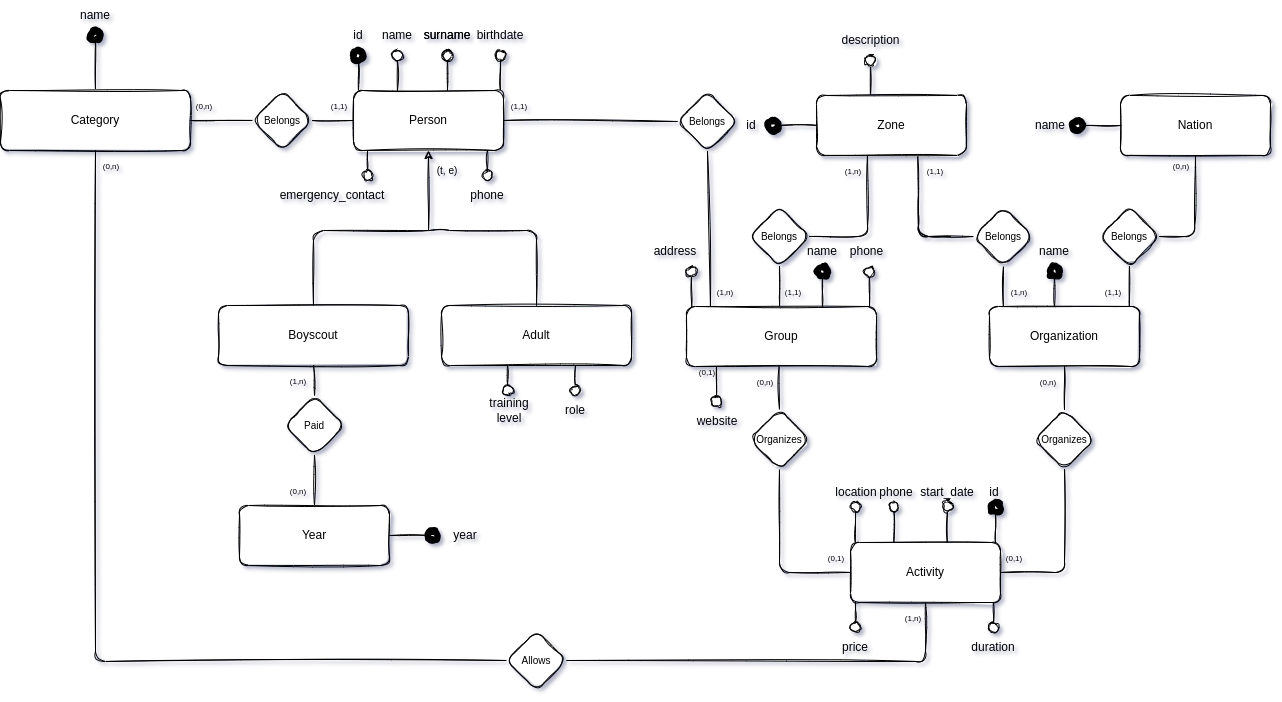 name
id name surname birthdate
description
Category
(0,n)
Belongs
(1,1)
Person
(1,1)
Belongs
id
Zone
name
Nation
(0,n)
(t, e)
(1,n)
(1,1)
(0,n)
emergency_contact
phone
Belongs
Belongs
Belongs
address
name
phone
name
(1,n)
(1,1)
(1,n)
(1,1)
Boyscout
Adult
Group
Organization
(1,n)
(0,1)
(0,n)
(0,n)
training
level
role
website
Paid
Organizes
Organizes
(0,n)
location phone start_date id
Year
year
(0,1)
Activity
(0,1)
(1,n)
price
duration
Allows